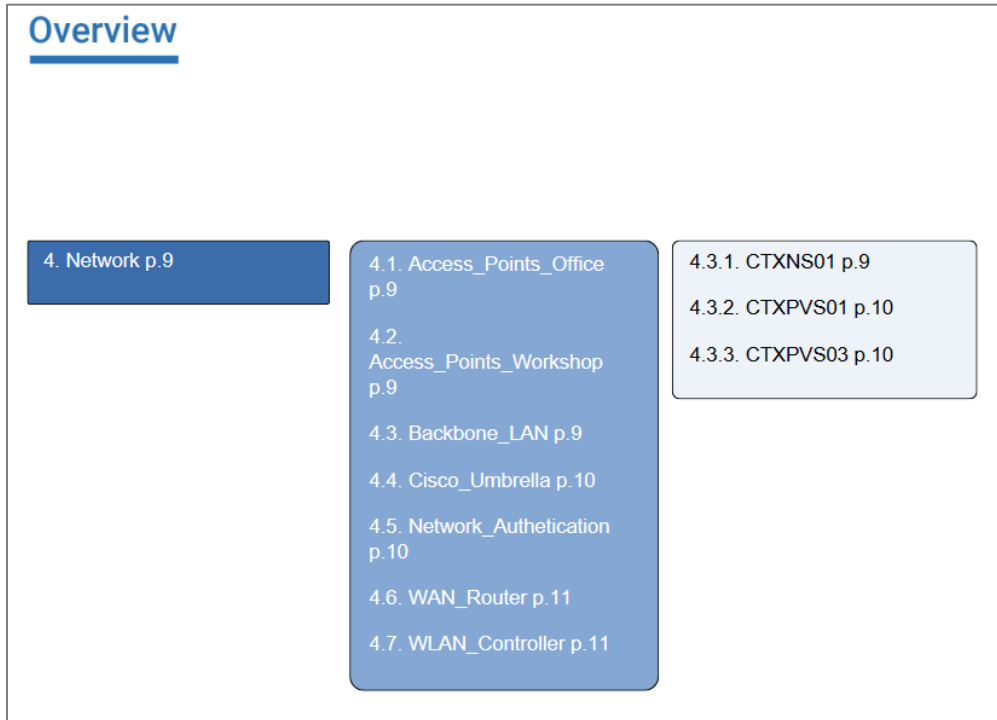 Overview
4. Network p.9
4.1. Access_Points_Office
p.9
4.2.
Access_Points_Workshop
p.9
4.3. Backbone_LAN p.9
4.4. Cisco_Umbrella p.10
4.5. Network_Authetication
p.10
4.6. WAN_Router p.11
4.7. WLAN_Controller p.11
4.3.1. CTXNS01 p.9
4.3.2. CTXPVS01 p.10
4.3.3. CTXPVS03 p.10